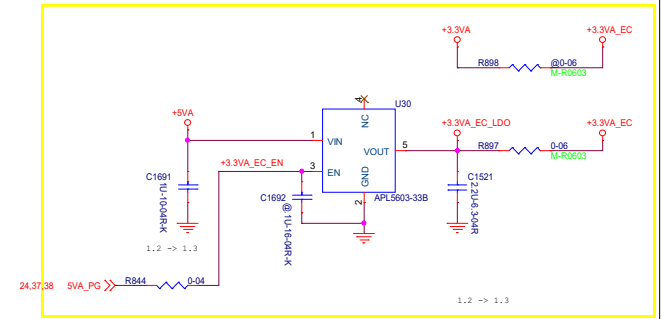 +3.3VA
+3.3VA_EC
R898
@0-06
M-R0603
+5VA
4
U30
NC
+3.3VA_EC_LDO
+3.3VA_EC
1
VIN
VOUT
5
R897
0-06
M-R0603
+3.3VA_EC_EN
3
EN
GND
2
APL5603-33B
C1691
1U-10-04R-K
C1692
@.1U-16-04R-K
C1521
2.2U-6.3-04R
1.2 -> 1.3
24,37,38
5VA_PG
R844
0-04
1.2 -> 1.3